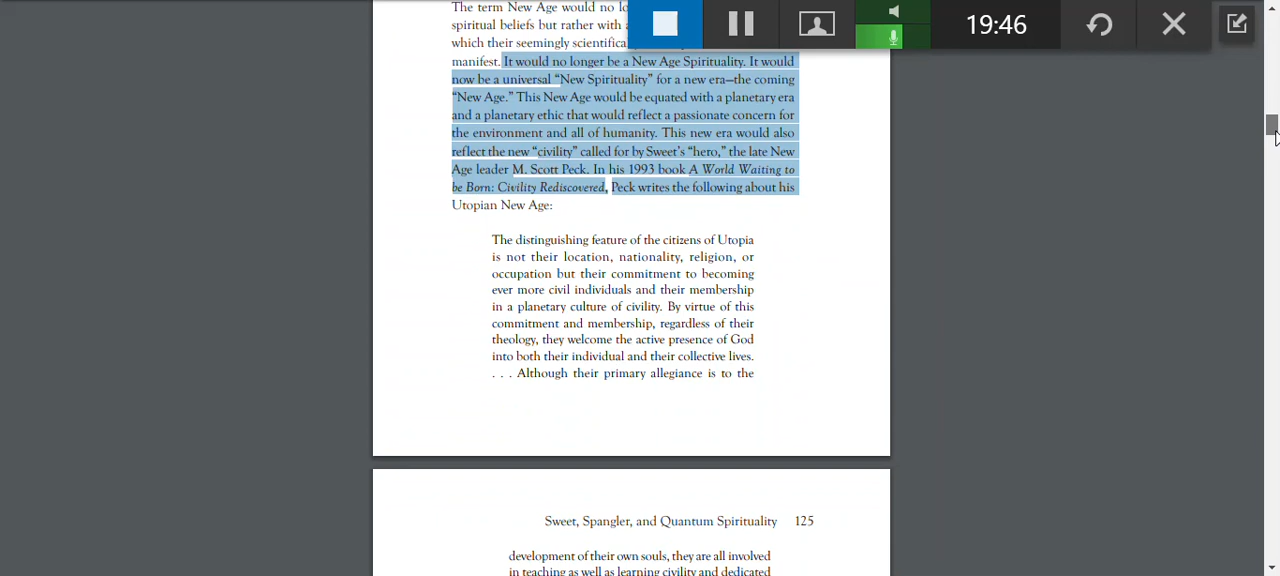 The term New Age would no lo
spiritual beliefs but rather with a
which their seemingly scientifica
manifest. It would no longer be a New Age Spirituality. It would
now be a universal “New Spirituality” for a new era—the coming
“New Age.” This New Age would be equated with a planetary era
and a planetary ethic that would reflect a passionate concern for
the environment and all of humanity. This new era would also
reflect the new “civility” called for by Sweet’s “hero,” the late New
Age leader M. Scott Peck. In his 1993 book A World Waiting to
be Born: Civility Rediscovered, Peck writes the following about his
Utopian New Age:
The distinguishing feature of the citizens of Utopia
is not their location, nationality, religion, or
occupation but their commitment to becoming
ever more civil individuals and their membership
in a planetary culture of civility. By virtue of this
commitment and membership, regardless of their
theology, they welcome the active presence of God
into both their individual and their collective lives.
. . . Although their primary allegiance is to the
Sweet, Spangler, and Quantum Spirituality 125
development of their own souls, they are all involved
in teaching as well as learning civility and dedicated
19:46